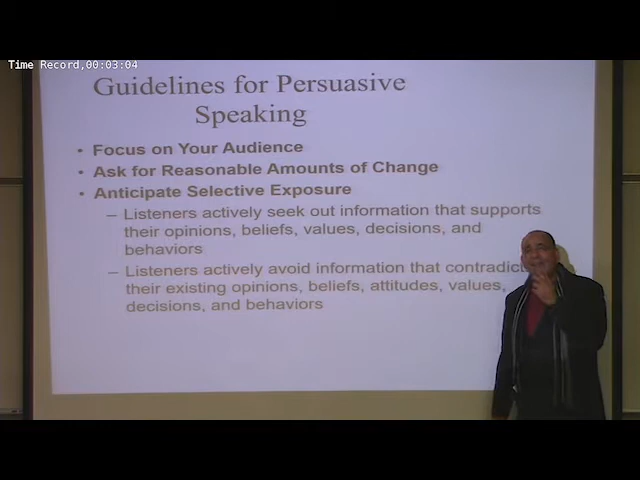 Time Record,00:03:04
Guidelines for Persuasive
Speaking
• Focus on Your Audience
• Ask for Reasonable Amounts of Change
• Anticipate Selective Exposure
– Listeners actively seek out information that supports
their opinions, beliefs, values, decisions, and
behaviors
– Listeners actively avoid information that contradict
their existing opinions, beliefs, attitudes, values,
decisions, and behaviors